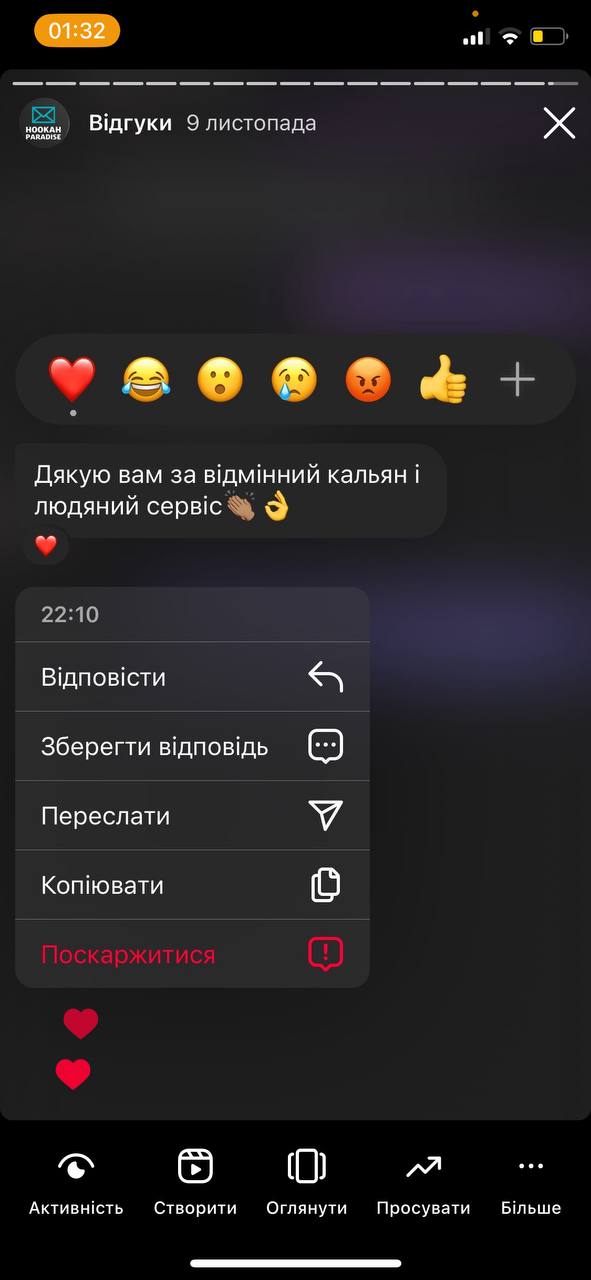 01:32
HOOKAH
PARADISE
Відгуки 9 листопада
Дякую вам за відмінний кальян і
людяний сервіс👏🏽👌
22:10
Відповісти
Зберегти відповідь
Переслати
Копіювати
Поскаржитися
Активність Створити Оглянути Просувати Більше